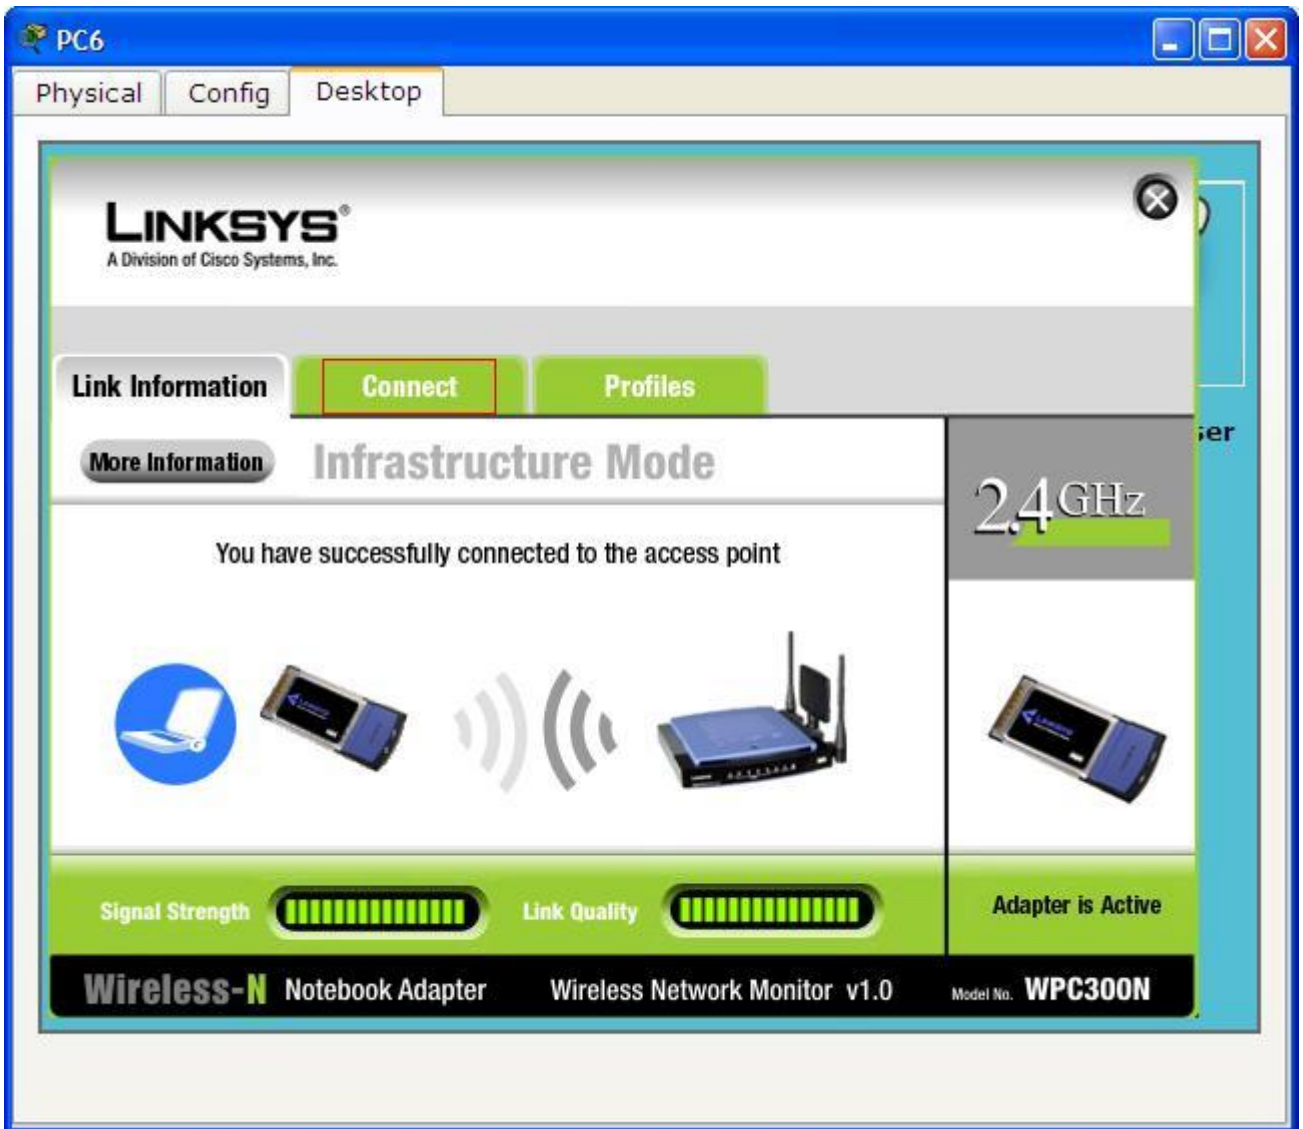 PC6
Physical Config Desktop
LINKSYS®
A Division of Cisco Systems, Inc.
Link Information Connect Profiles
More Information Infrastructure Mode
ser
2.4GHz
You have successfully connected to the access point
Signal Strength Link Quality Adapter is Active
Wireless-N Notebook Adapter Wireless Network Monitor v1.0 Model No. WPC300N